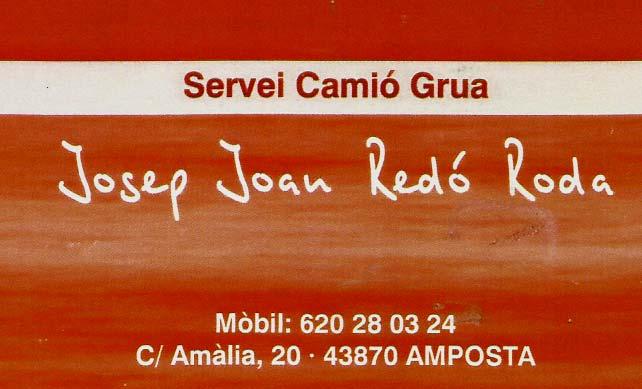 Servei Camió Grua
Josep Joan Redó Roda
Mòbil: 620 28 03 24
C/ Amàlia, 20 · 43870 AMPOSTA